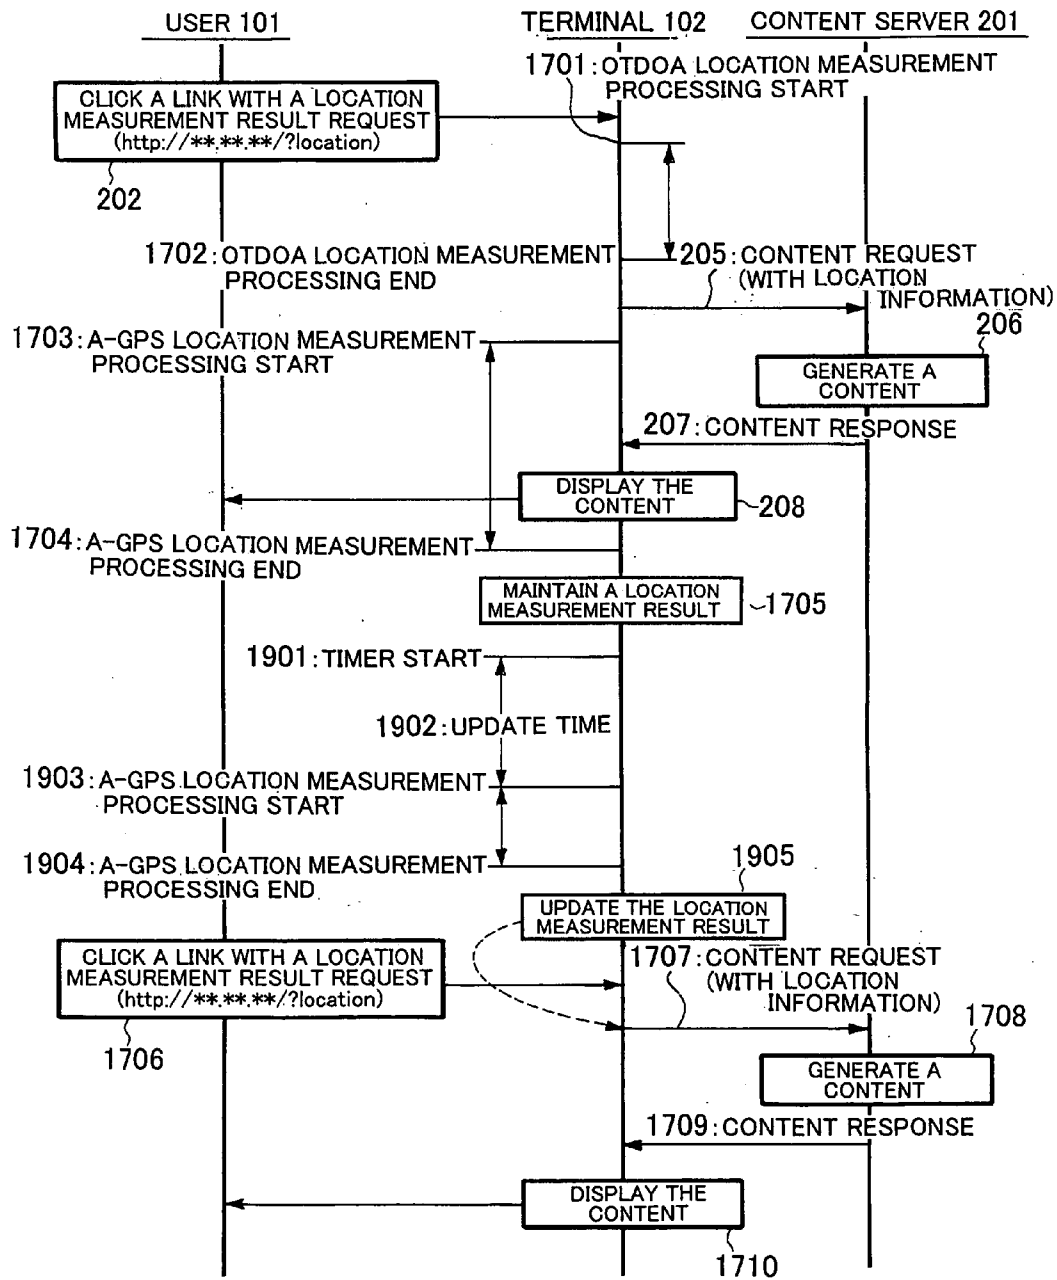 USER 101
TERMINAL 102
CONTENT SERVER 201
1701 : OTDOA LOCATION MEASUREMENT
PROCESSING START
CLICK A LINK WITH A LOCATION
MEASUREMENT RESULT REQUEST
(http://**.**.**/?location)
202
1702 : OTDOA LOCATION MEASUREMENT
PROCESSING END
205 : CONTENT REQUEST
(WITH LOCATION
INFORMATION)
206
1703 : A-GPS LOCATION MEASUREMENT
PROCESSING START
GENERATE A
CONTENT
207 : CONTENT RESPONSE
DISPLAY THE
CONTENT
208
1704 : A-GPS LOCATION MEASUREMENT
PROCESSING END
MAINTAIN A LOCATION
MEASUREMENT RESULT
1705
1901 : TIMER START
1902 : UPDATE TIME
1903 : A-GPS LOCATION MEASUREMENT
PROCESSING START
1904 : A-GPS LOCATION MEASUREMENT
PROCESSING END
1905
UPDATE THE LOCATION
MEASUREMENT RESULT
CLICK A LINK WITH A LOCATION
MEASUREMENT RESULT REQUEST
(http://**.**.**/?location)
1706
1707 : CONTENT REQUEST
(WITH LOCATION
INFORMATION)
1708
GENERATE A
CONTENT
1709 : CONTENT RESPONSE
DISPLAY THE
CONTENT
1710